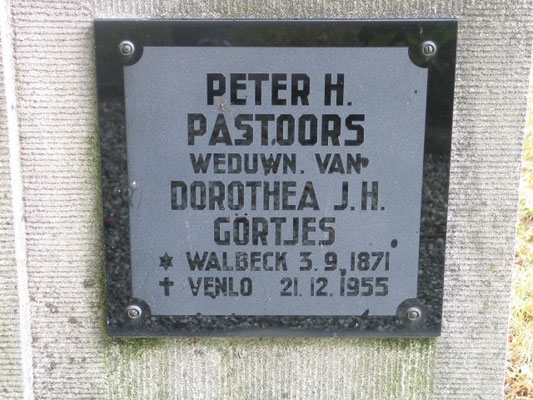 PETER H.
PASTOORS
WEDUWN. VAN
DOROTHEA J.H.
GÖRTJES
✡ WALBECK 3.9.1871
✝ VENLO 21.12.1955